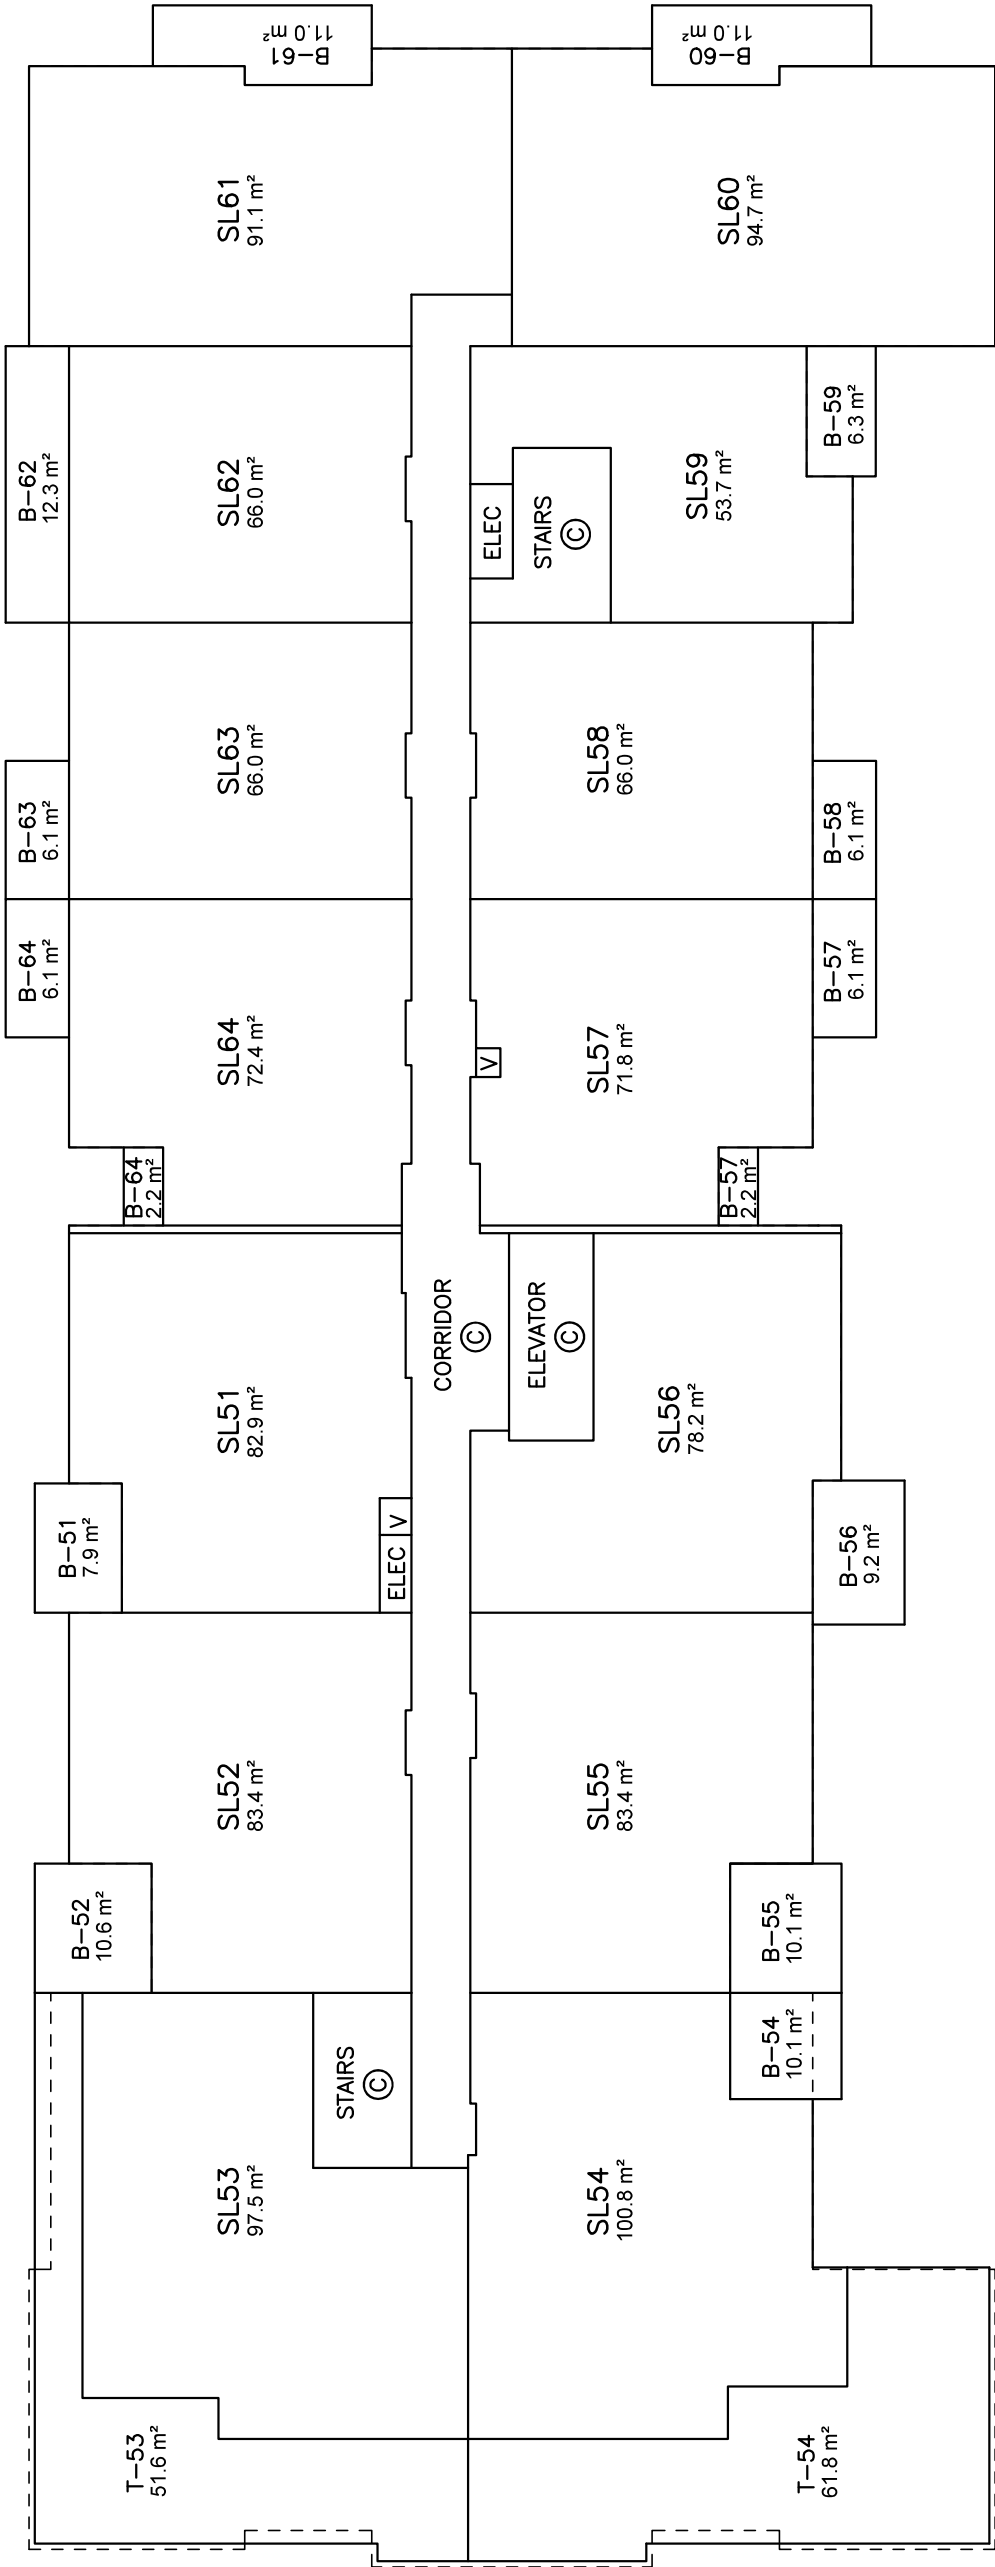 B-61
11.0 m²
B-60
11.0 m²
SL61
91.1 m²
SL60
94.7 m²
B-62
12.3 m²
SL62
66.0 m²
ELEC
STAIRS
C
SL59
53.7 m²
B-59
6.3 m²
B-63
6.1 m²
SL63
66.0 m²
SL58
66.0 m²
B-58
6.1 m²
B-64
6.1 m²
SL64
72.4 m²
V
SL57
71.8 m²
B-57
6.1 m²
B-64
2.2 m²
B-57
2.2 m²
SL51
82.9 m²
CORRIDOR
C
ELEVATOR
C
SL56
78.2 m²
B-51
7.9 m²
ELEC
V
B-56
9.2 m²
SL52
83.4 m²
SL55
83.4 m²
B-52
10.6 m²
B-55
10.1 m²
STAIRS
C
B-54
10.1 m²
SL53
97.5 m²
SL54
100.8 m²
T-53
51.6 m²
T-54
61.8 m²